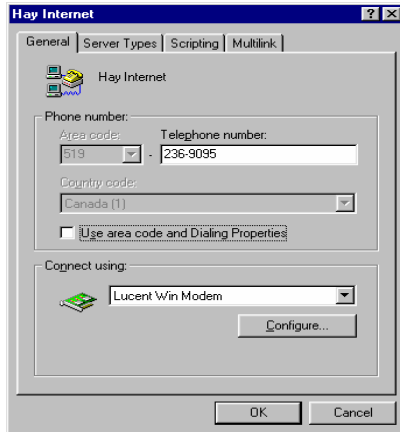 Hay Internet
General Server Types Scripting Multilink
Hay Internet
Phone number:
Area code: Telephone number:
519 - 236-9095
Country code:
Canada (1)
Use area code and Dialing Properties
Connect using:
Lucent Win Modem
Configure...
OK Cancel